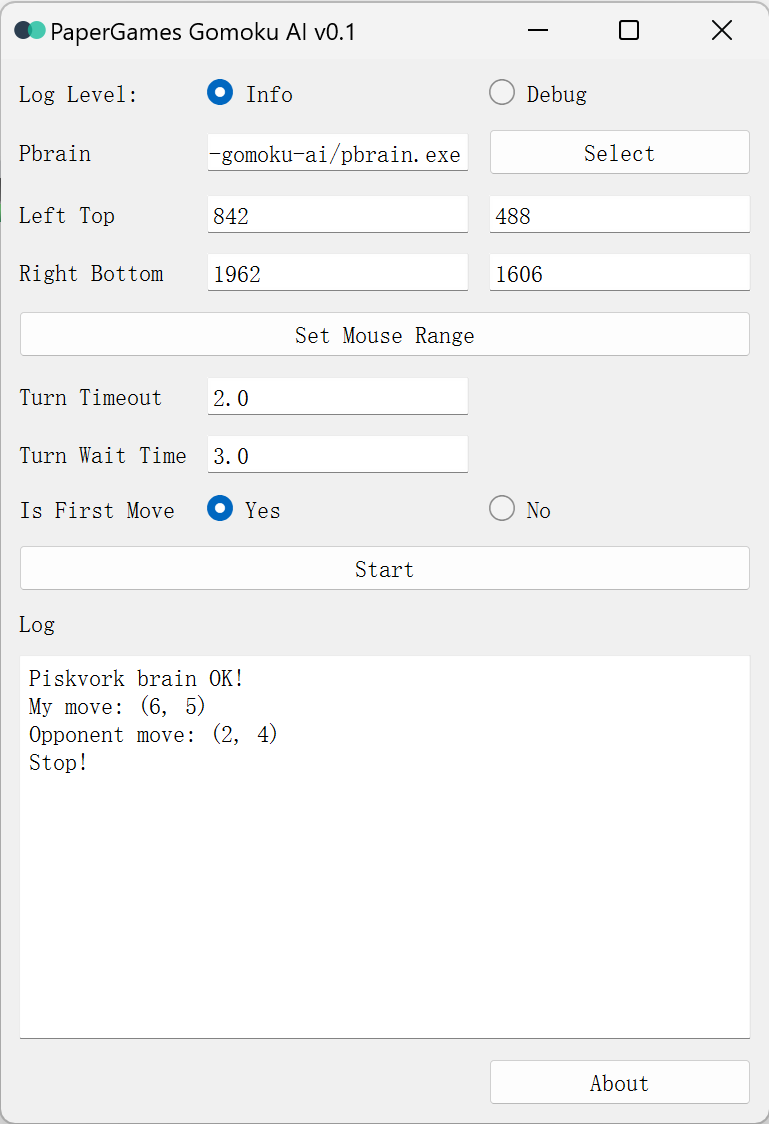 PaperGames Gomoku AI v0.1
Log Level: Info Debug
Pbrain -gomoku-ai/pbrain.exe Select
Left Top 842 488
Right Bottom 1962 1606
Set Mouse Range
Turn Timeout 2.0
Turn Wait Time 3.0
Is First Move Yes No
Start
Log
Piskvork brain OK!
My move: (6, 5)
Opponent move: (2, 4)
Stop!
About